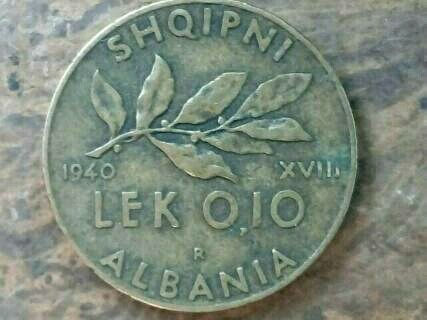 SHQIPNI
1940 XVIII
LEK 0,10
R
ALBANIA